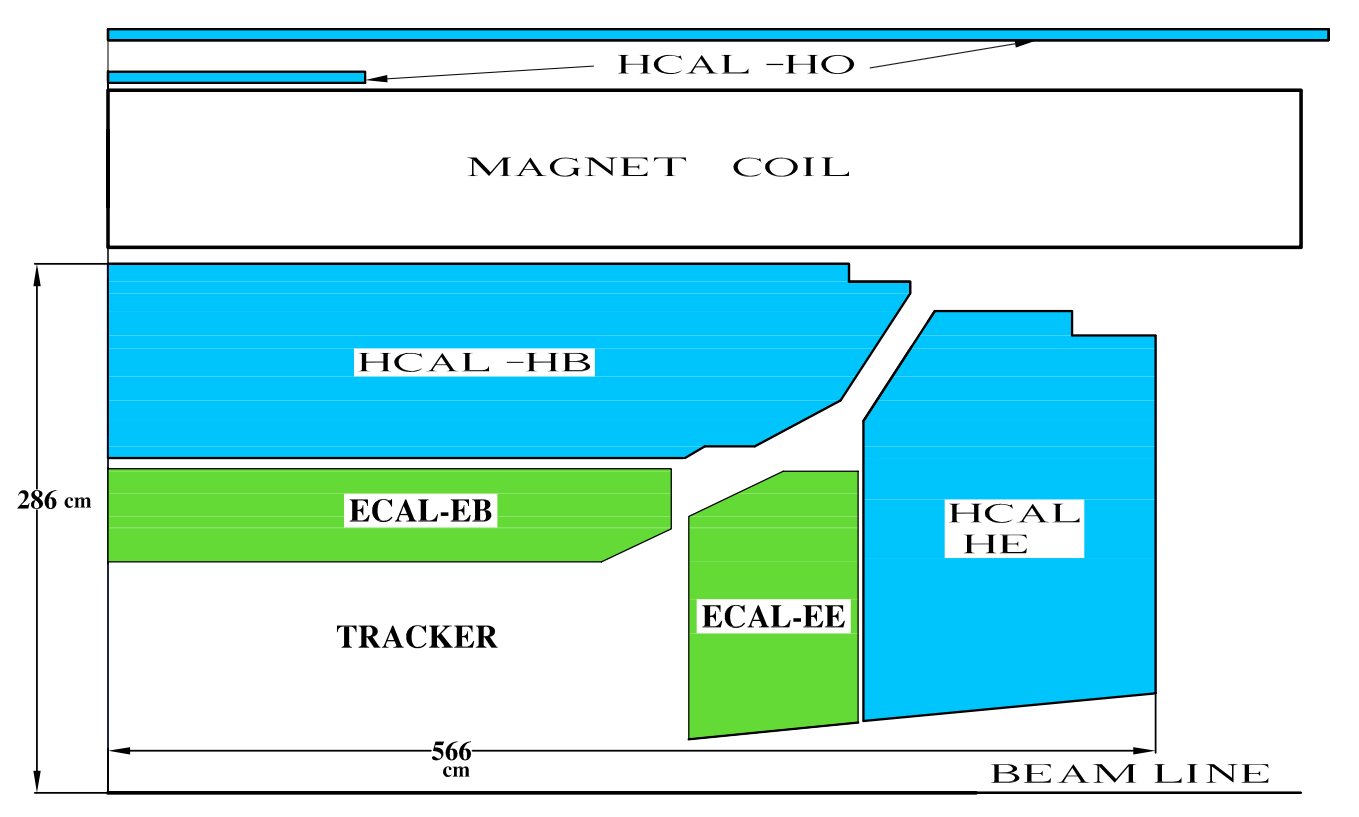 HCAL -HO
MAGNET COIL
HCAL -HB
286 cm
ECAL-EB
HCAL
HE
ECAL-EE
TRACKER
566
cm
BEAM LINE